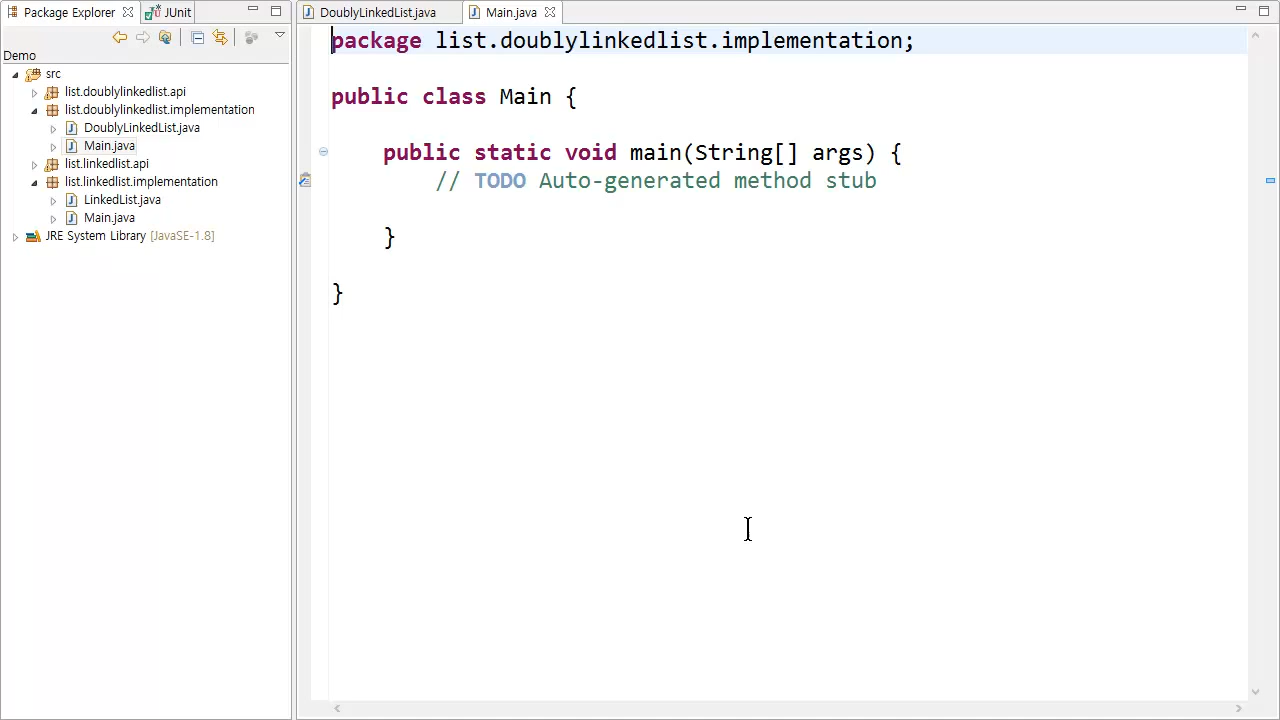 Package Explorer
JUnit
Demo
src
list.doublylinkedlist.api
list.doublylinkedlist.implementation
DoublyLinkedList.java
Main.java
list.linkedlist.api
list.linkedlist.implementation
LinkedList.java
Main.java
JRE System Library [JavaSE-1.8]
DoublyLinkedList.java
Main.java
package list.doublylinkedlist.implementation;
public class Main {
public static void main(String[] args) {
// TODO Auto-generated method stub
}
}